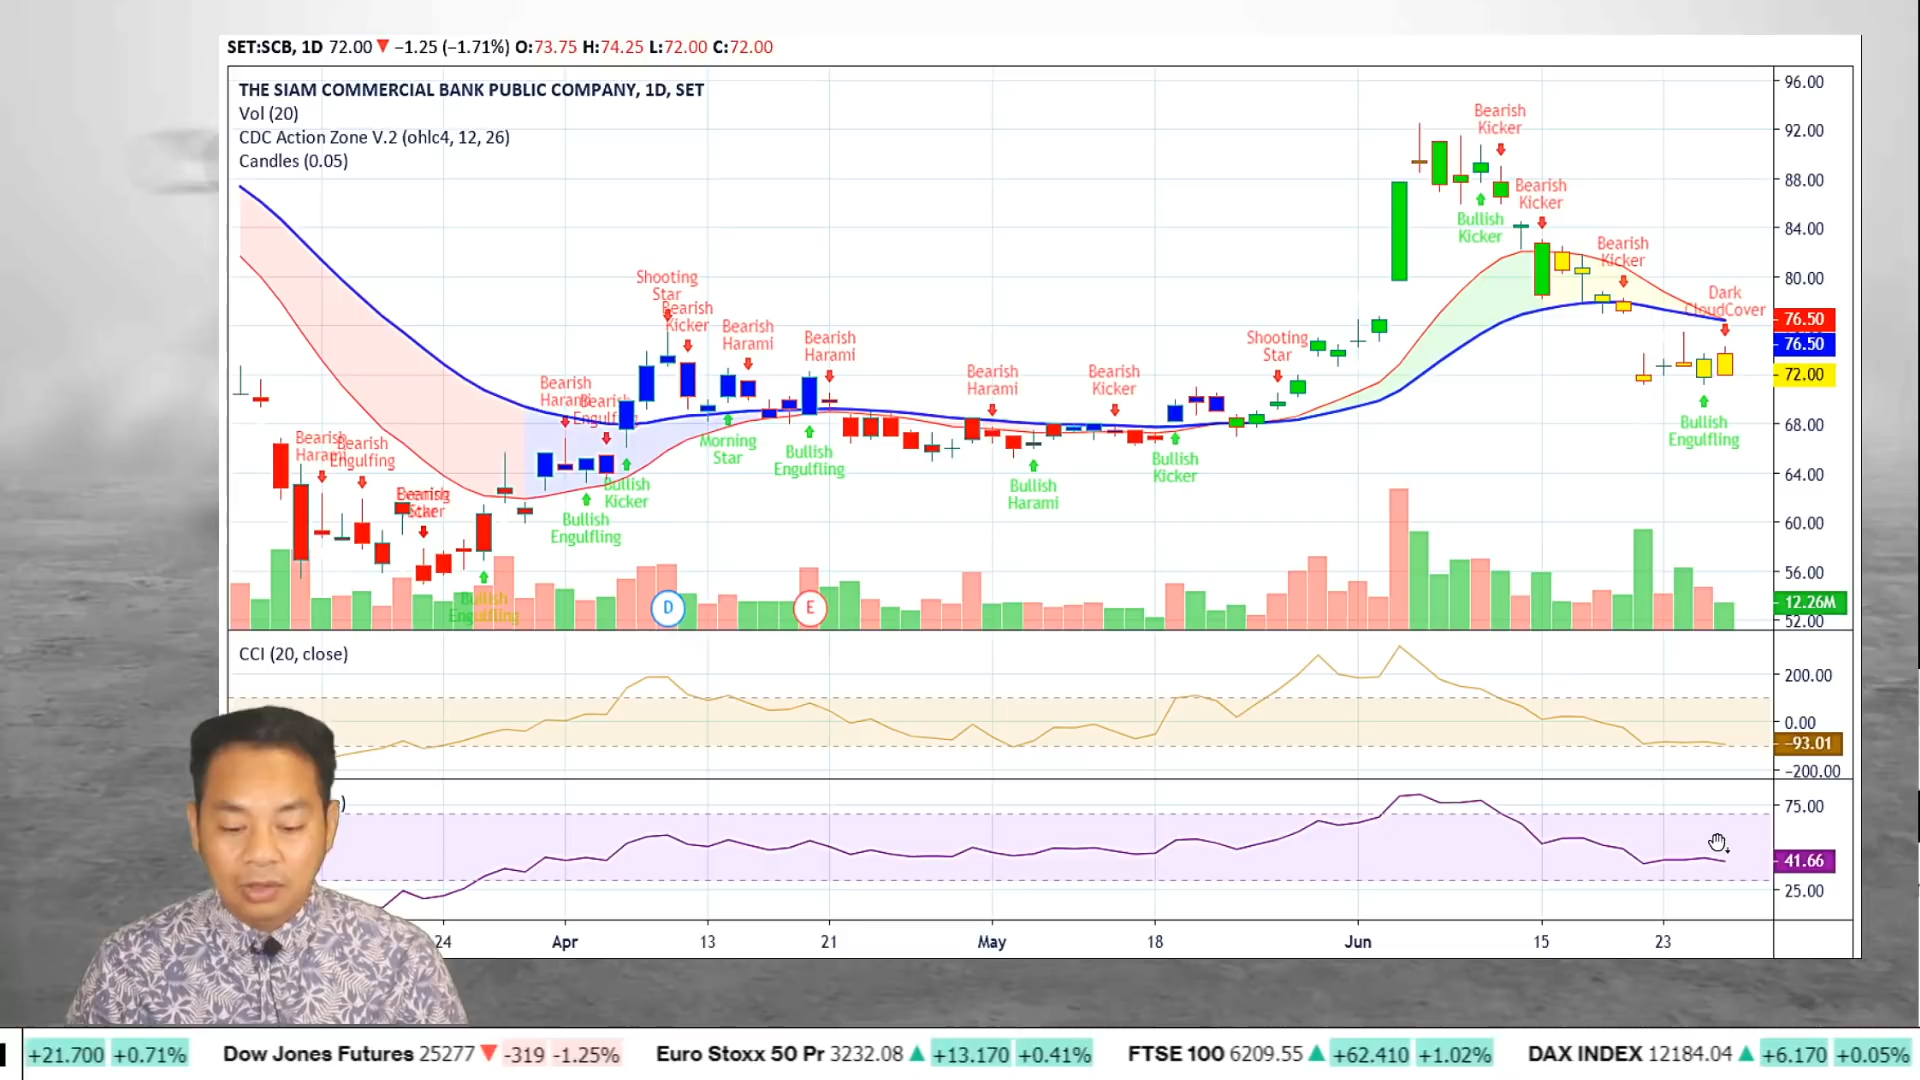 SET:SCB, 1D 72.00 ▼ −1.25 (−1.71%) O:73.75 H:74.25 L:72.00 C:72.00
THE SIAM COMMERCIAL BANK PUBLIC COMPANY, 1D, SET
Vol (20)
CDC Action Zone V.2 (ohlc4, 12, 26)
Candles (0.05)
96.00
92.00
88.00
84.00
80.00
76.50
76.50
72.00
68.00
64.00
60.00
56.00
12.26M
52.00
Bearish
Harami
Bearish
Engulfing
Bullish
Engulfling
Bearish
Harami
Bearish
Bullish
Engulfling
Bullish
Kicker
Shooting
Star
Bearish
Kicker
Morning
Star
Bearish
Harami
Bearish
Harami
Bullish
Engulfling
Bearish
Harami
Bullish
Harami
Bearish
Kicker
Bullish
Kicker
Shooting
Star
Bearish
Kicker
Bullish
Kicker
Bearish
Kicker
Bearish
Kicker
Dark
CloudCover
Bullish
Engulfling
D
E
CCI (20, close)
200.00
0.00
−93.01
−200.00
)
75.00
41.66
25.00
24 Apr 13 21 May 18 Jun 15 23
+21.700 +0.71% Dow Jones Futures 25277 ▼ -319 -1.25% Euro Stoxx 50 Pr 3232.08 ▲ +13.170 +0.41% FTSE 100 6209.55 ▲ +62.410 +1.02% DAX INDEX 12184.04 ▲ +6.170 +0.05%